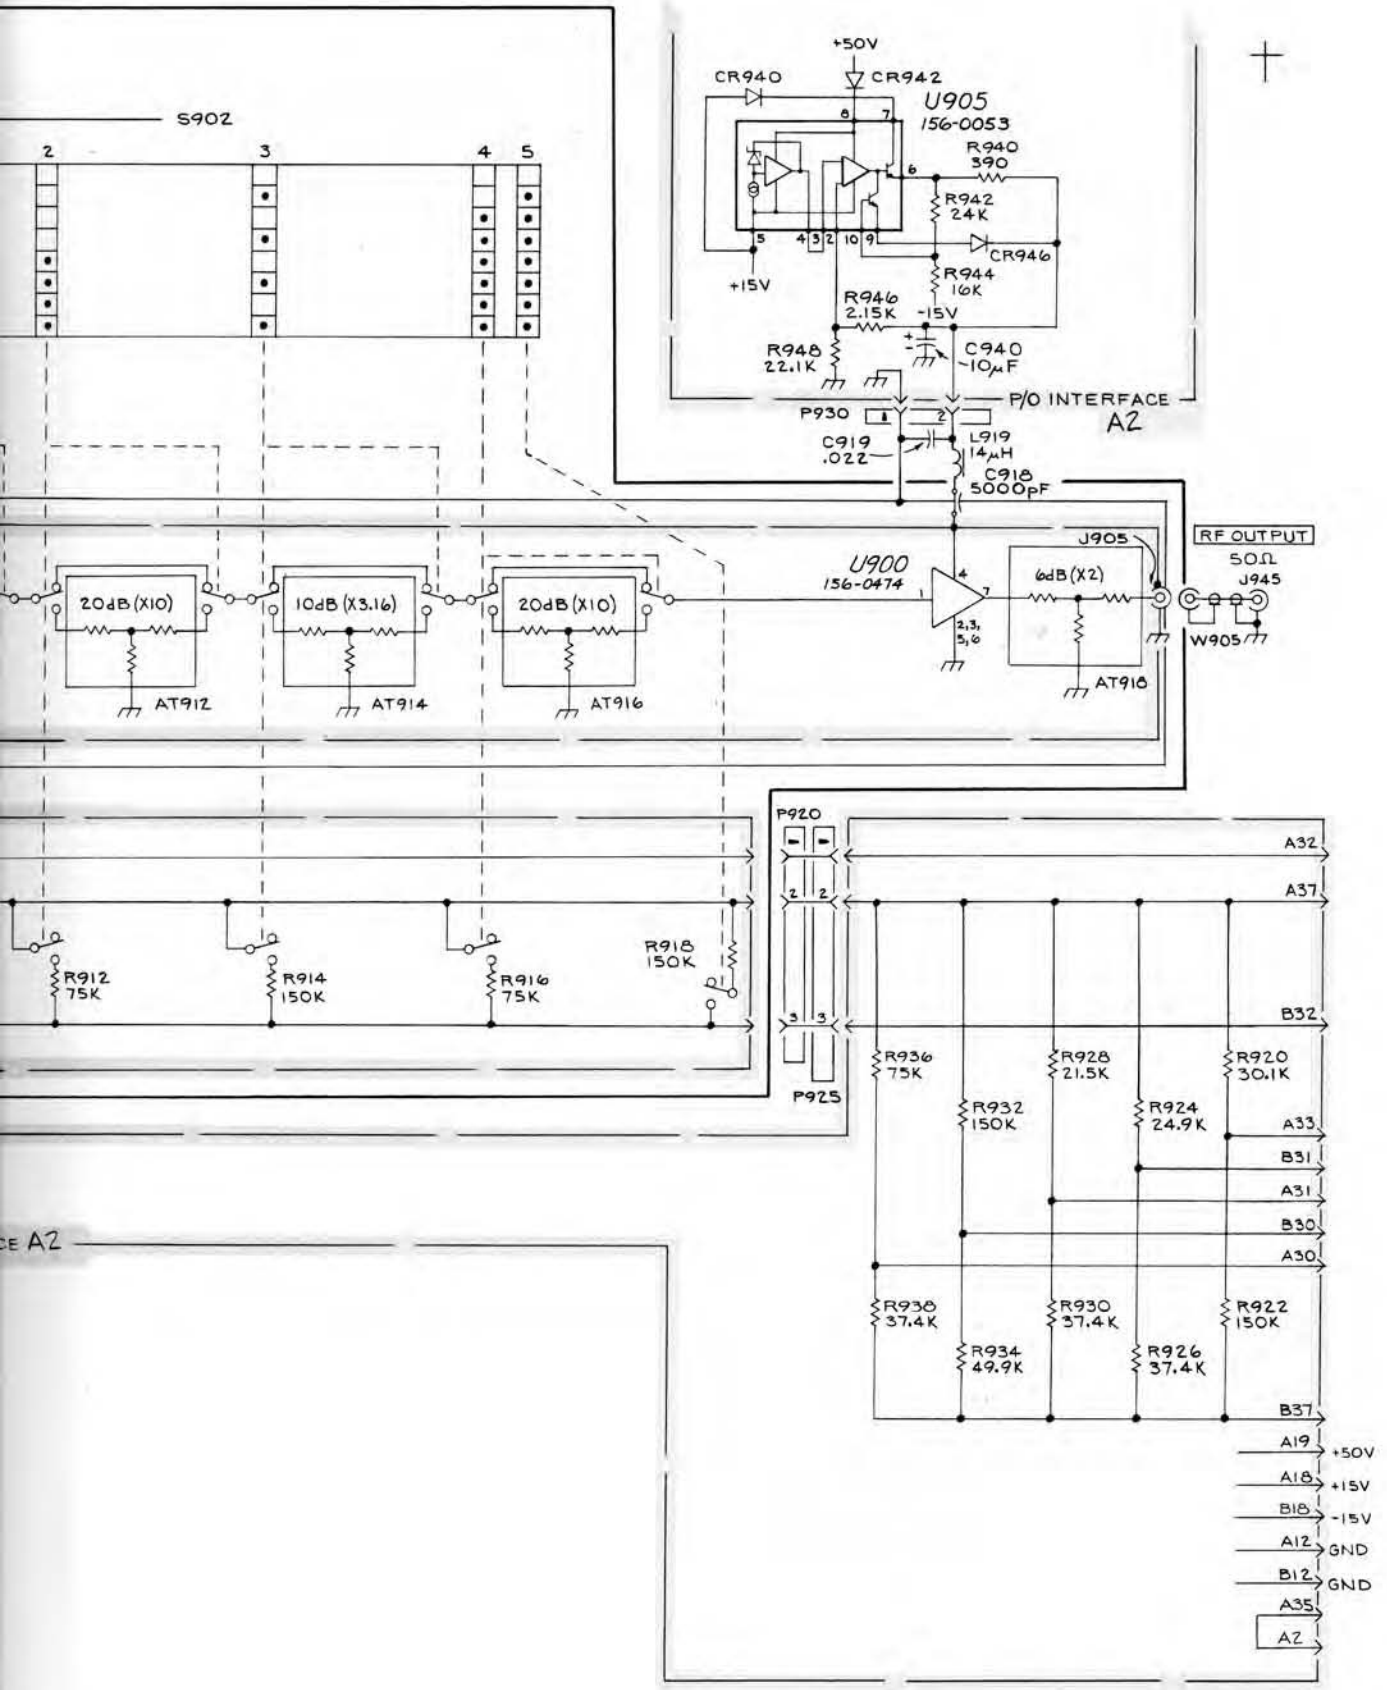 +50V
CR940
CR942
U905
156-0053
8
7
R940
390
6
R942
24K
5
4
3
2
10
9
CR946
+15V
R944
16K
R946
2.15K
-15V
R948
22.1K
+
-
C940
10µF
P/O INTERFACE
A2
P930
1
2
C919
.022
L919
14µH
C918
5000pF
S902
2
3
4
5
J905
RF OUTPUT
50Ω
J945
W905
U900
156-0474
1
4
7
2,3,
5,6
6dB (X2)
AT918
20dB (X10)
AT912
10dB (X3.16)
AT914
20dB (X10)
AT916
P920
A32
2
2
A37
R912
75K
R914
150K
R916
75K
R918
150K
3
3
B32
P925
R936
75K
R928
21.5K
R920
30.1K
R932
150K
R924
24.9K
A33
B31
A31
B30
A30
CE A2
R938
37.4K
R930
37.4K
R922
150K
R934
49.9K
R926
37.4K
B37
A19 +50V
A18 +15V
B18 -15V
A12 GND
B12 GND
A35
A2